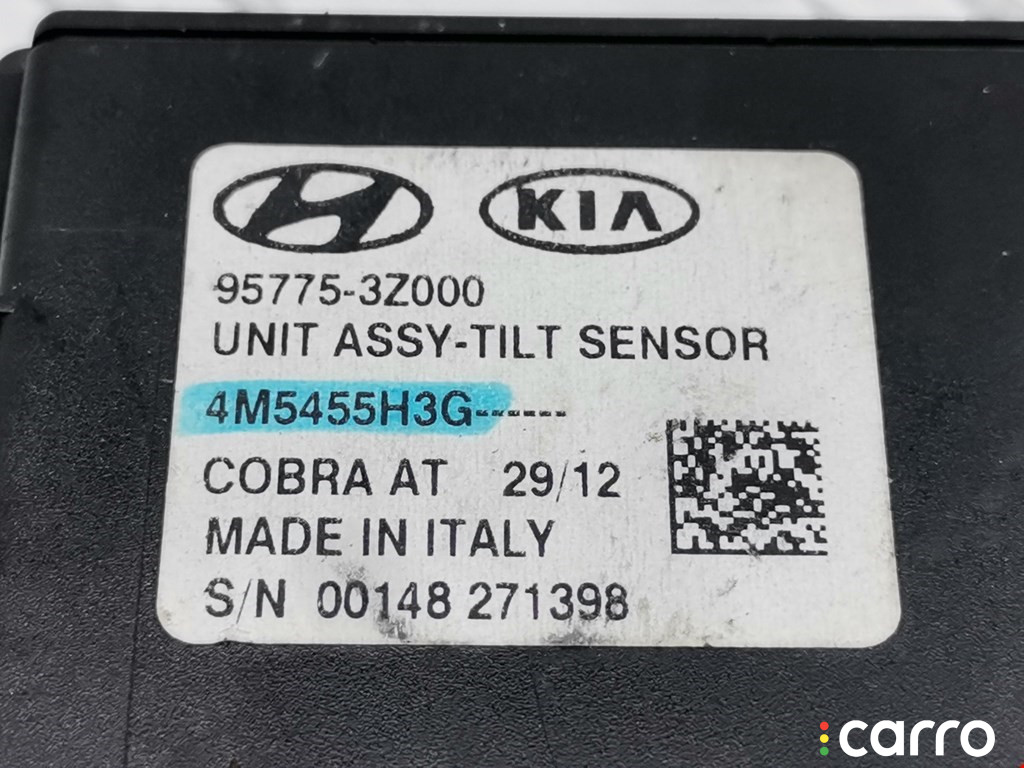 KIA
95775-3Z000
UNIT ASSY-TILT SENSOR
4M5455H3G-------
COBRA AT 29/12
MADE IN ITALY
S/N 00148 271398
carro